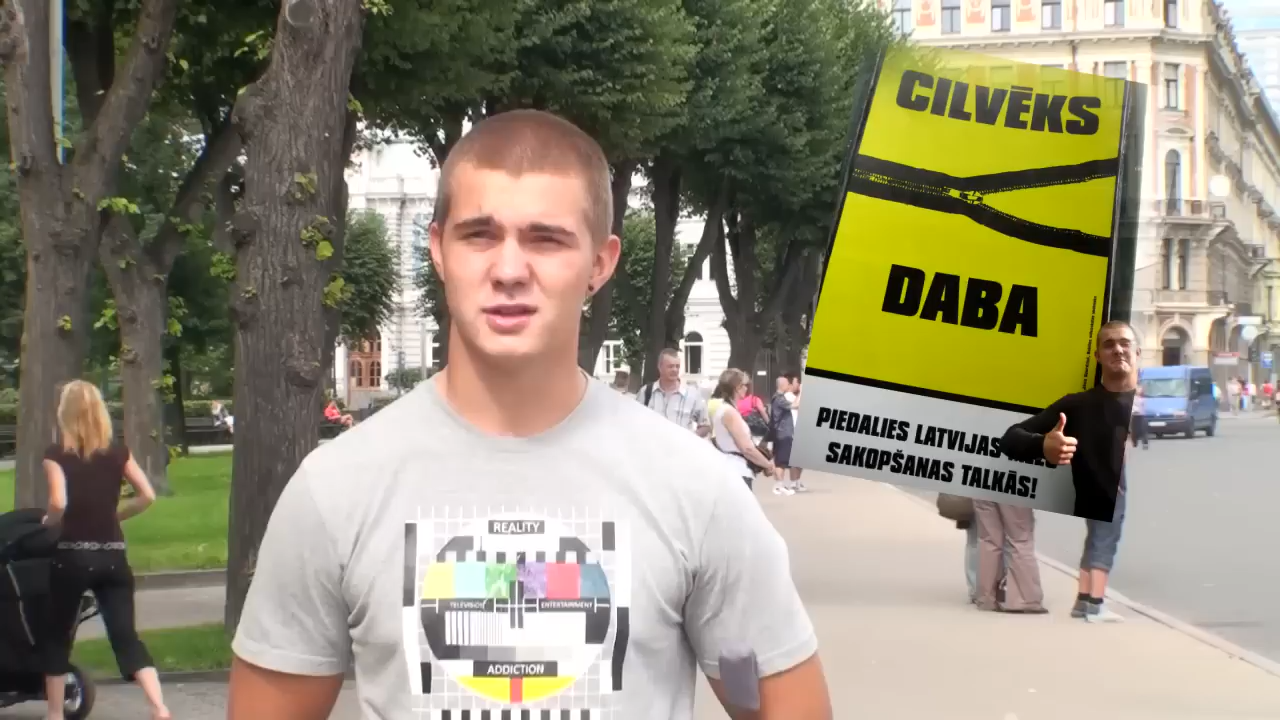 CILVĒKS
DABA
PIEDALIES LATVIJAS
SAKOPŠANAS TALKĀS!
REALITY
TELEVISION ENTERTAINMENT
ADDICTION